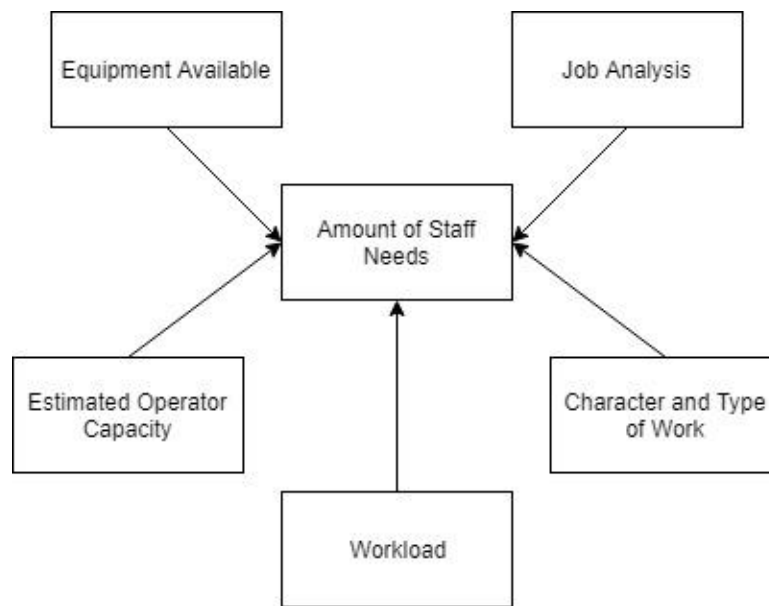 Equipment Available
Job Analysis
Amount of Staff
Needs
Estimated Operator
Capacity
Character and Type
of Work
Workload